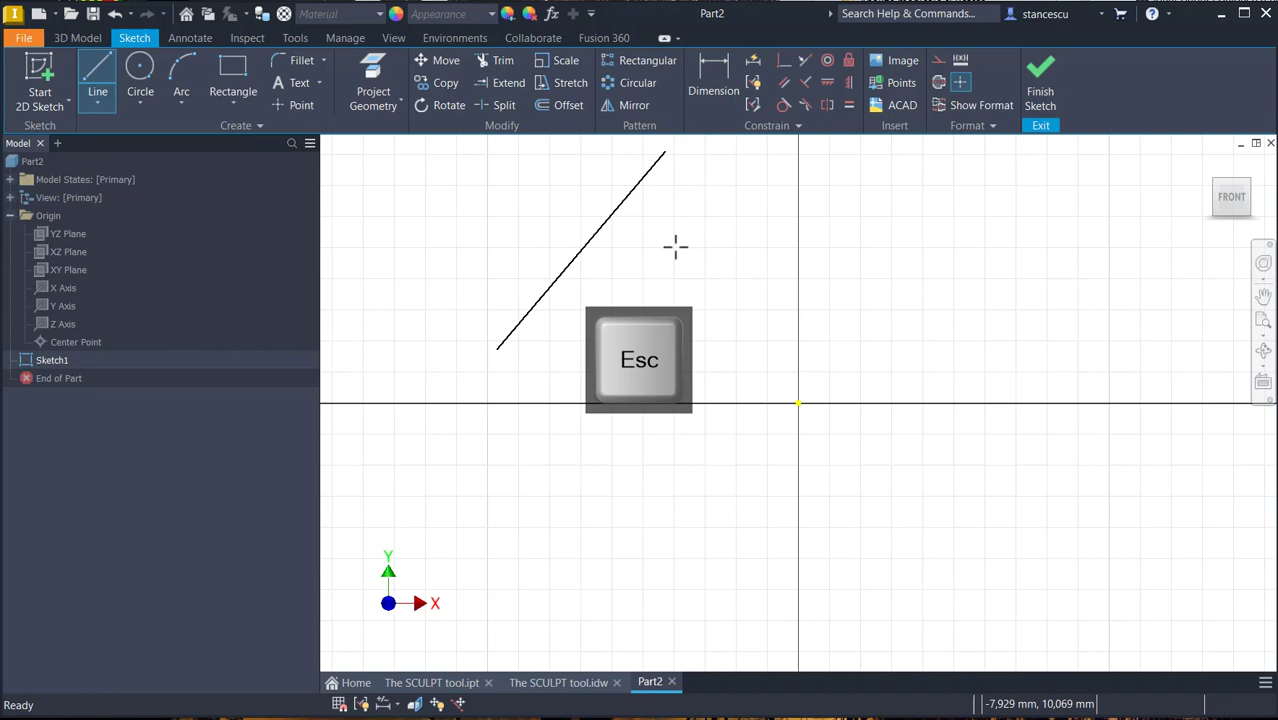 Material
Appearance
Part2
Search Help & Commands...
stancescu
File
3D Model
Sketch
Annotate
Inspect
Tools
Manage
View
Environments
Collaborate
Fusion 360
Start
2D Sketch
Line
Circle
Arc
Rectangle
Fillet
Text
Point
Project
Geometry
Move
Copy
Rotate
Trim
Extend
Split
Scale
Stretch
Offset
Rectangular
Circular
Mirror
Dimension
Image
Points
ACAD
Show Format
Finish
Sketch
Sketch
Create
Modify
Pattern
Constrain
Insert
Format
Exit
Model
Part2
Model States: [Primary]
View: [Primary]
Origin
YZ Plane
XZ Plane
XY Plane
X Axis
Y Axis
Z Axis
Center Point
Sketch1
End of Part
FRONT
Esc
Y
X
Home
The SCULPT tool.ipt
The SCULPT tool.idw
Part2
Ready
-7,929 mm, 10,069 mm